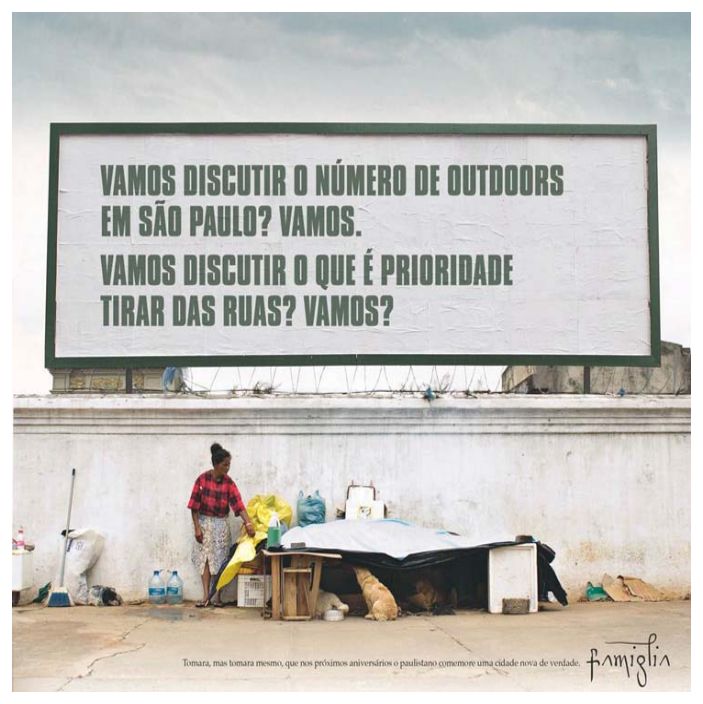 VAMOS DISCUTIR O NÚMERO DE OUTDOORS
EM SÃO PAULO? VAMOS.
VAMOS DISCUTIR O QUE É PRIORIDADE
TIRAR DAS RUAS? VAMOS?
Tomara, mas tomara mesmo, que nos próximos aniversários o paulistano comemore uma cidade nova de verdade.
famiglia